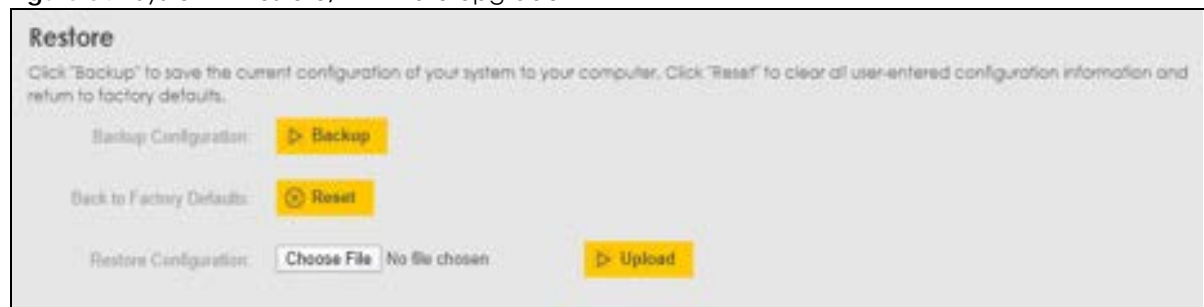 Restore
Click "Backup" to save the current configuration of your system to your computer. Click "Reset" to clear all user-entered configuration information and
return to factory defaults.
Backup Configuration:
Backup
Back to Factory Defaults:
Reset
Restore Configuration:
Choose File No file chosen
Upload